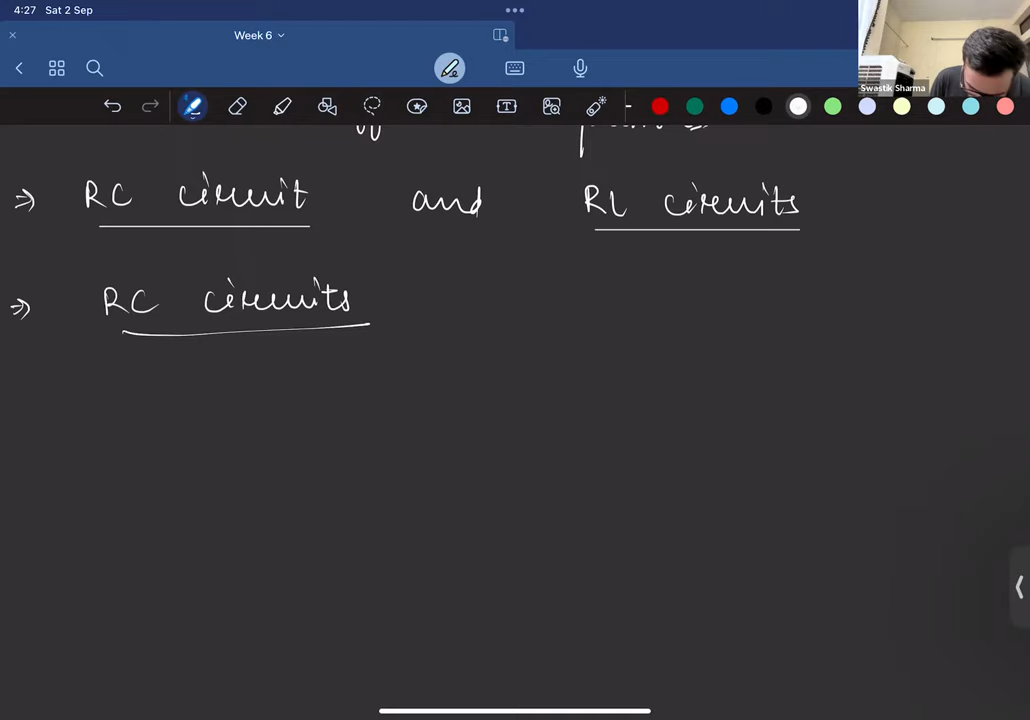 4:27 Sat 2 Sep
Week 6
Swastik Sharma
⇒ RC circuit and RL circuits
⇒ RC circuits